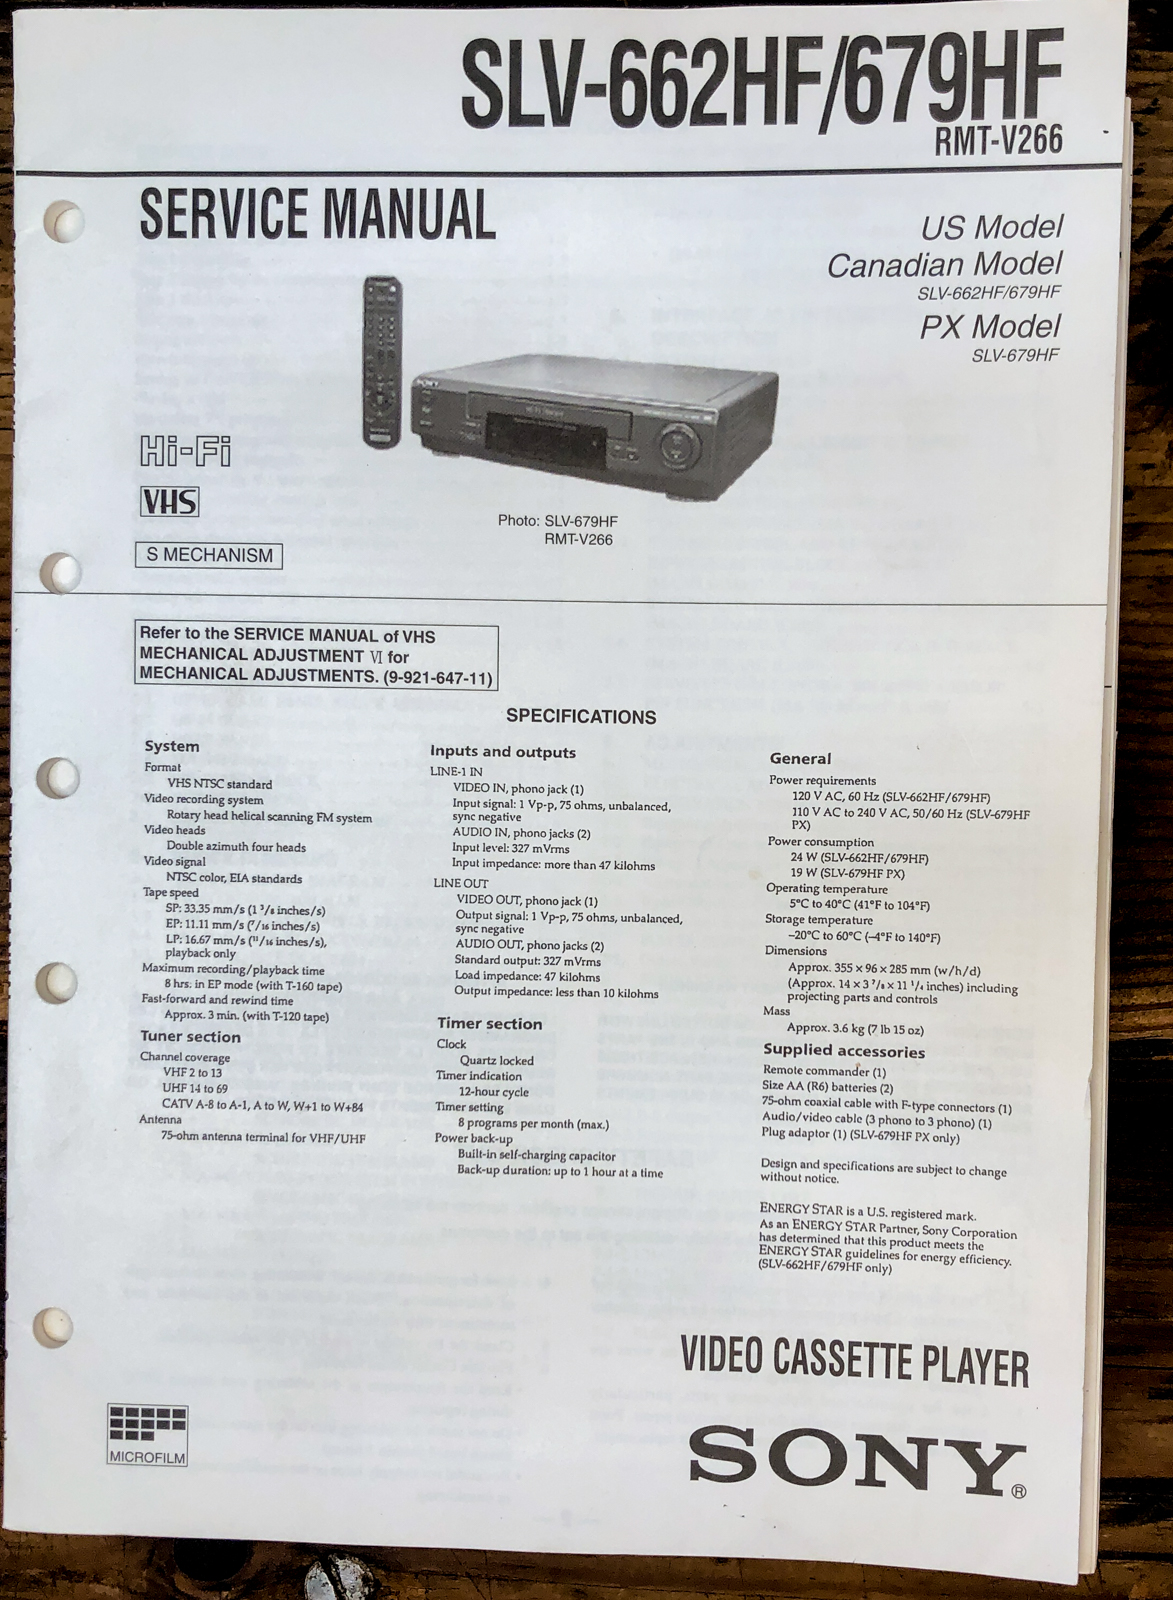 SLV-662HF/679HF
RMT-V266
SERVICE MANUAL
US Model
Canadian Model
SLV-662HF/679HF
PX Model
SLV-679HF
SONY
Hi-Fi
VHS
S MECHANISM
Photo: SLV-679HF
RMT-V266
Refer to the SERVICE MANUAL of VHS
MECHANICAL ADJUSTMENT Ⅵ for
MECHANICAL ADJUSTMENTS. (9-921-647-11)
SPECIFICATIONS
System
Format
VHS NTSC standard
Video recording system
Rotary head helical scanning FM system
Video heads
Double azimuth four heads
Video signal
NTSC color, EIA standards
Tape speed
SP: 33.35 mm/s (1 3/8 inches/s)
EP: 11.11 mm/s (7/16 inches/s)
LP: 16.67 mm/s (11/16 inches/s),
playback only
Maximum recording/playback time
8 hrs. in EP mode (with T-160 tape)
Fast-forward and rewind time
Approx. 3 min. (with T-120 tape)
Tuner section
Channel coverage
VHF 2 to 13
UHF 14 to 69
CATV A-8 to A-1, A to W, W+1 to W+84
Antenna
75-ohm antenna terminal for VHF/UHF
Inputs and outputs
LINE-1 IN
VIDEO IN, phono jack (1)
Input signal: 1 Vp-p, 75 ohms, unbalanced,
sync negative
AUDIO IN, phono jacks (2)
Input level: 327 mVrms
Input impedance: more than 47 kilohms
LINE OUT
VIDEO OUT, phono jack (1)
Output signal: 1 Vp-p, 75 ohms, unbalanced,
sync negative
AUDIO OUT, phono jacks (2)
Standard output: 327 mVrms
Load impedance: 47 kilohms
Output impedance: less than 10 kilohms
Timer section
Clock
Quartz locked
Timer indication
12-hour cycle
Timer setting
8 programs per month (max.)
Power back-up
Built-in self-charging capacitor
Back-up duration: up to 1 hour at a time
General
Power requirements
120 V AC, 60 Hz (SLV-662HF/679HF)
110 V AC to 240 V AC, 50/60 Hz (SLV-679HF
PX)
Power consumption
24 W (SLV-662HF/679HF)
19 W (SLV-679HF PX)
Operating temperature
5°C to 40°C (41°F to 104°F)
Storage temperature
–20°C to 60°C (–4°F to 140°F)
Dimensions
Approx. 355 x 96 x 285 mm (w/h/d)
(Approx. 14 x 3 7/8 x 11 1/4 inches) including
projecting parts and controls
Mass
Approx. 3.6 kg (7 lb 15 oz)
Supplied accessories
Remote commander (1)
Size AA (R6) batteries (2)
75-ohm coaxial cable with F-type connectors (1)
Audio/video cable (3 phono to 3 phono) (1)
Plug adaptor (1) (SLV-679HF PX only)
Design and specifications are subject to change
without notice.
ENERGY STAR is a U.S. registered mark.
As an ENERGY STAR Partner, Sony Corporation
has determined that this product meets the
ENERGY STAR guidelines for energy efficiency.
(SLV-662HF/679HF only)
VIDEO CASSETTE PLAYER
MICROFILM
SONY®